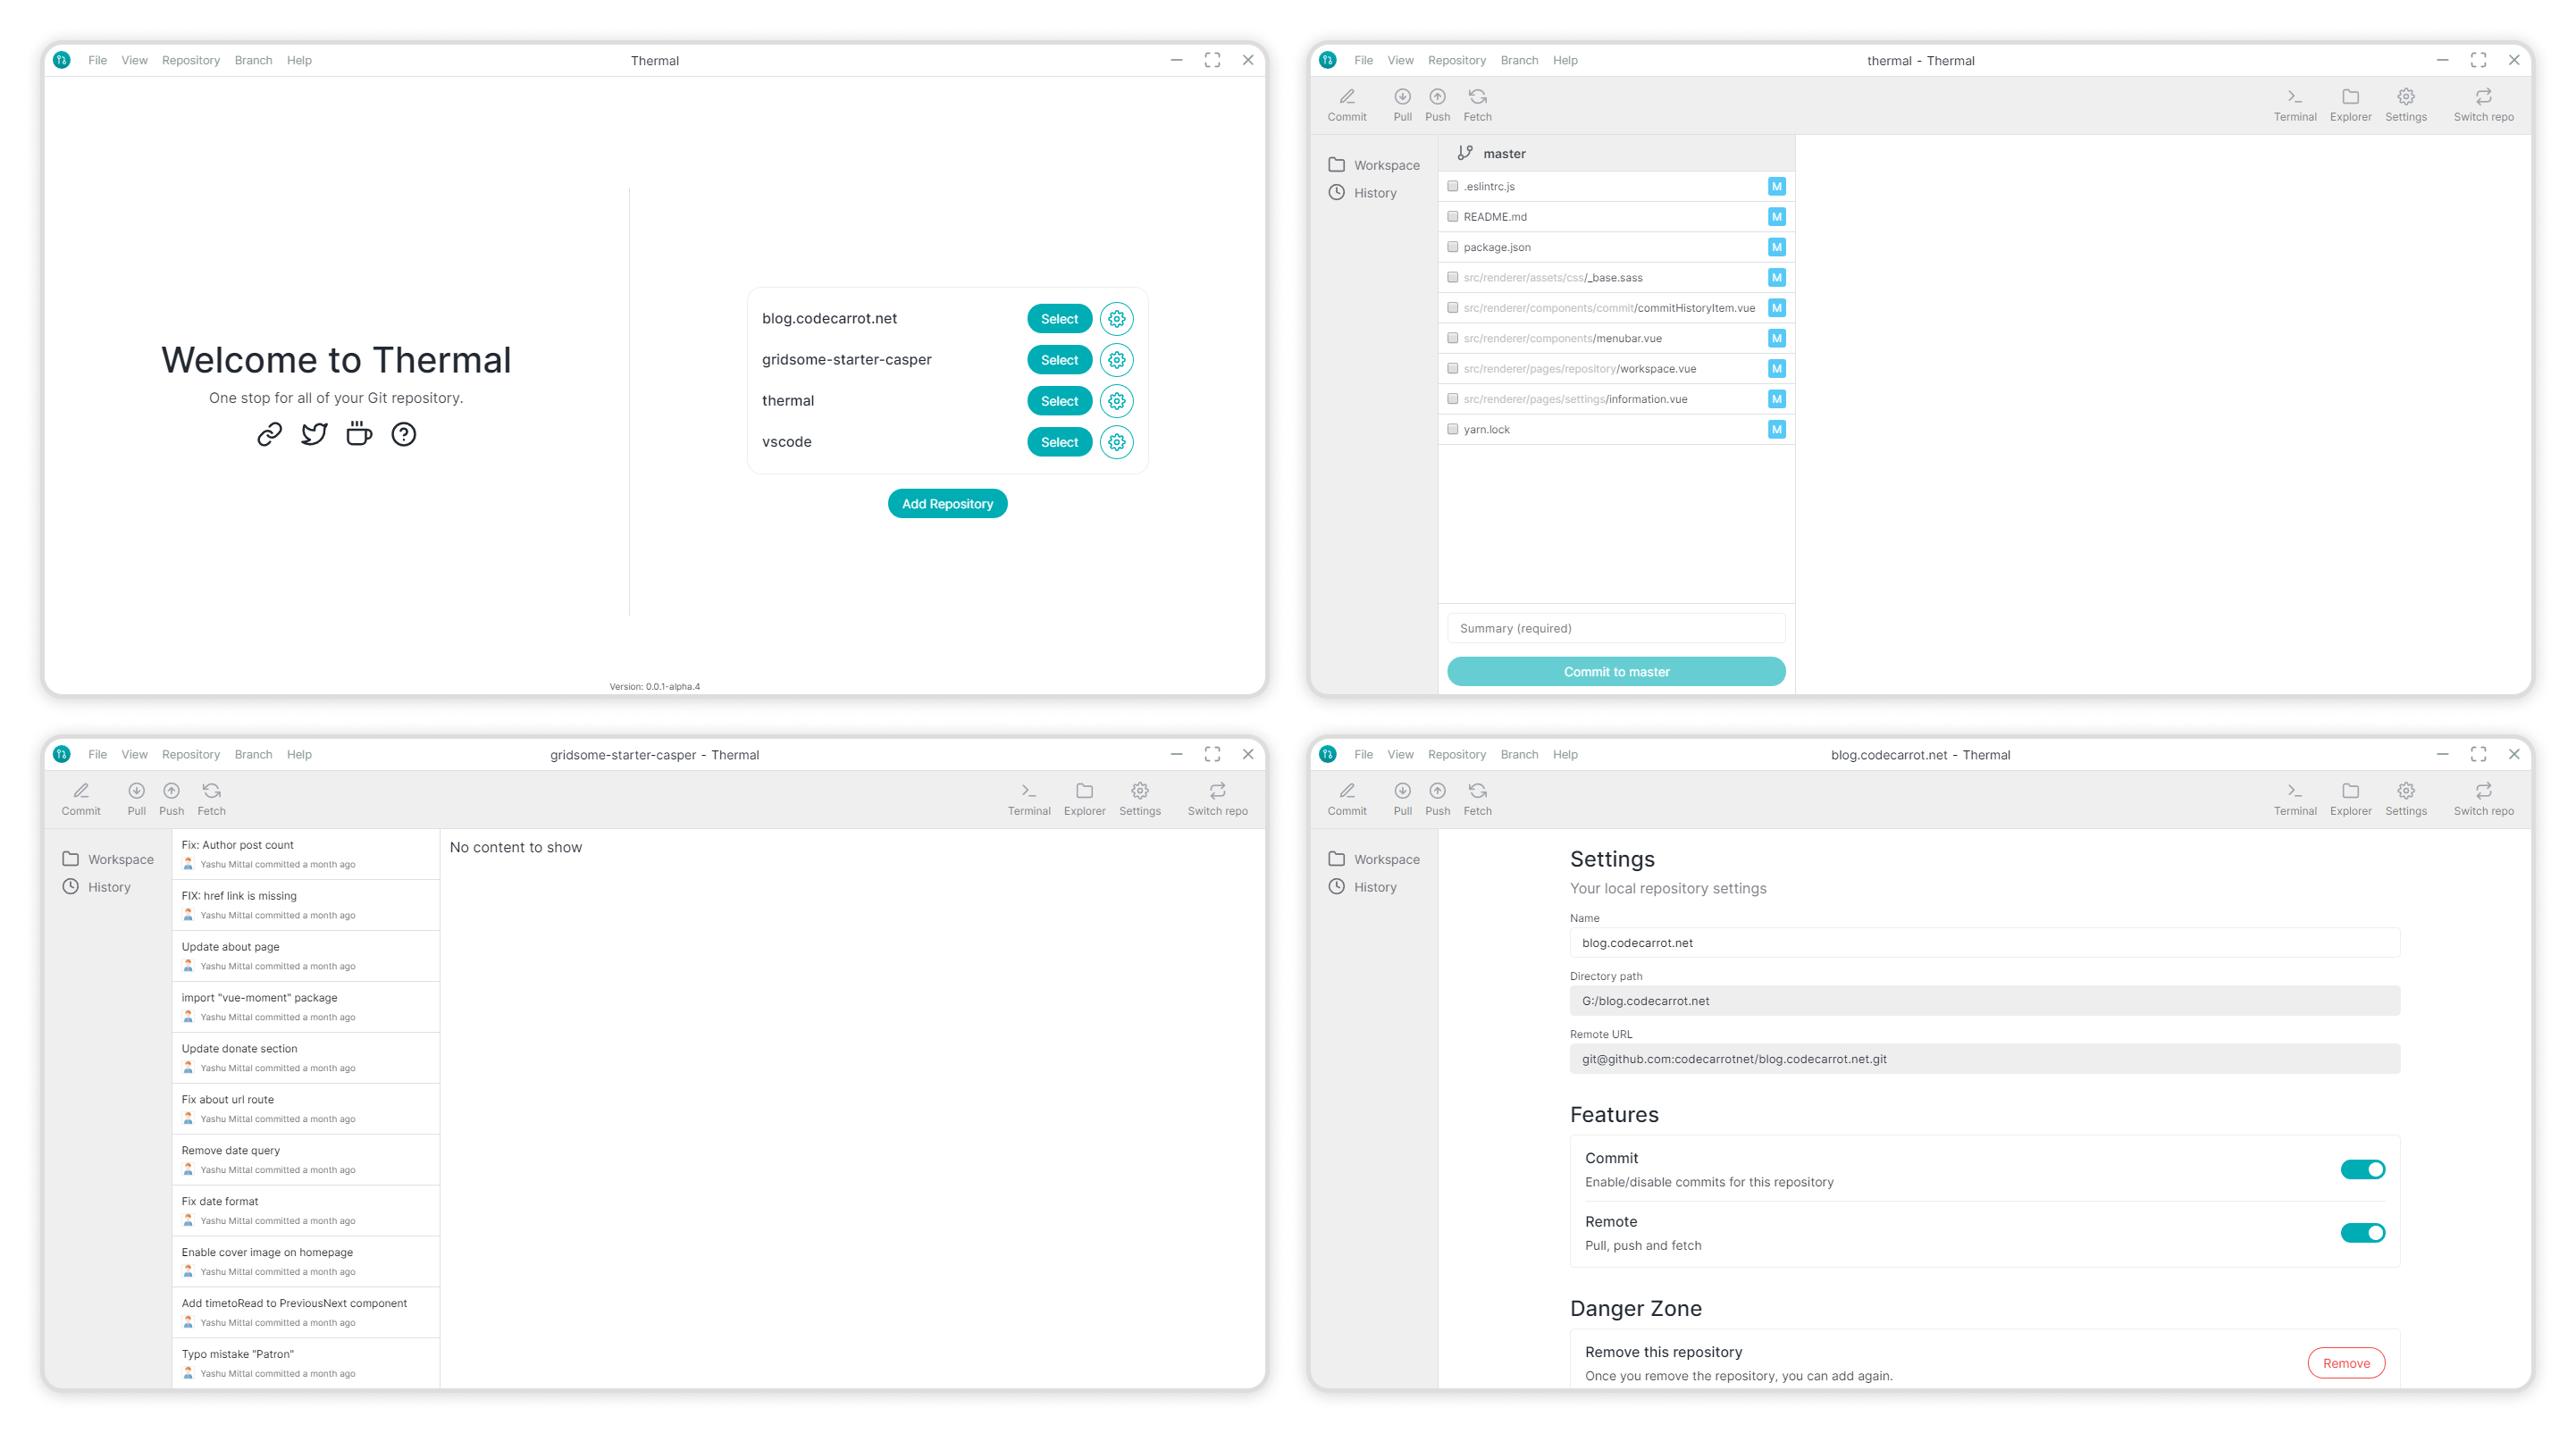 File View Repository Branch Help Thermal
Welcome to Thermal
One stop for all of your Git repository.
blog.codecarrot.net Select
gridsome-starter-casper Select
thermal Select
vscode Select
Add Repository
Version: 0.0.1-alpha.4
File View Repository Branch Help thermal - Thermal
Commit Pull Push Fetch Terminal Explorer Settings Switch repo
Workspace
History
master
.eslintrc.js M
README.md M
package.json M
src/renderer/assets/css/_base.sass M
src/renderer/components/commit/commitHistoryItem.vue M
src/renderer/components/menubar.vue M
src/renderer/pages/repository/workspace.vue M
src/renderer/pages/settings/information.vue M
yarn.lock M
Summary (required)
Commit to master
File View Repository Branch Help gridsome-starter-casper - Thermal
Commit Pull Push Fetch Terminal Explorer Settings Switch repo
Workspace
History
Fix: Author post count
Yashu Mittal committed a month ago
FIX: href link is missing
Yashu Mittal committed a month ago
Update about page
Yashu Mittal committed a month ago
import "vue-moment" package
Yashu Mittal committed a month ago
Update donate section
Yashu Mittal committed a month ago
Fix about url route
Yashu Mittal committed a month ago
Remove date query
Yashu Mittal committed a month ago
Fix date format
Yashu Mittal committed a month ago
Enable cover image on homepage
Yashu Mittal committed a month ago
Add timetoRead to PreviousNext component
Yashu Mittal committed a month ago
Typo mistake "Patron"
Yashu Mittal committed a month ago
No content to show
File View Repository Branch Help blog.codecarrot.net - Thermal
Commit Pull Push Fetch Terminal Explorer Settings Switch repo
Workspace
History
Settings
Your local repository settings
Name
blog.codecarrot.net
Directory path
G:/blog.codecarrot.net
Remote URL
git@github.com:codecarrotnet/blog.codecarrot.net.git
Features
Commit
Enable/disable commits for this repository
Remote
Pull, push and fetch
Danger Zone
Remove this repository
Once you remove the repository, you can add again.
Remove